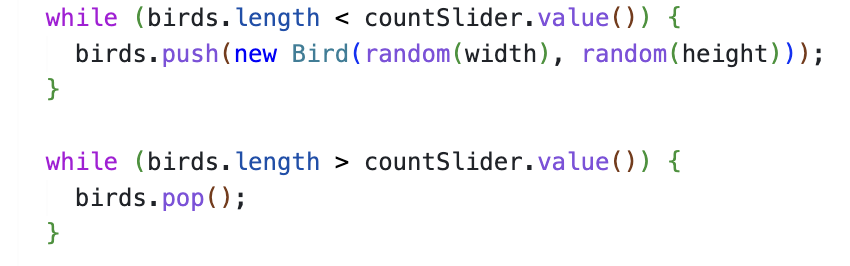 while (birds.length < countSlider.value()) {
  birds.push(new Bird(random(width), random(height)));
}

while (birds.length > countSlider.value()) {
  birds.pop();
}